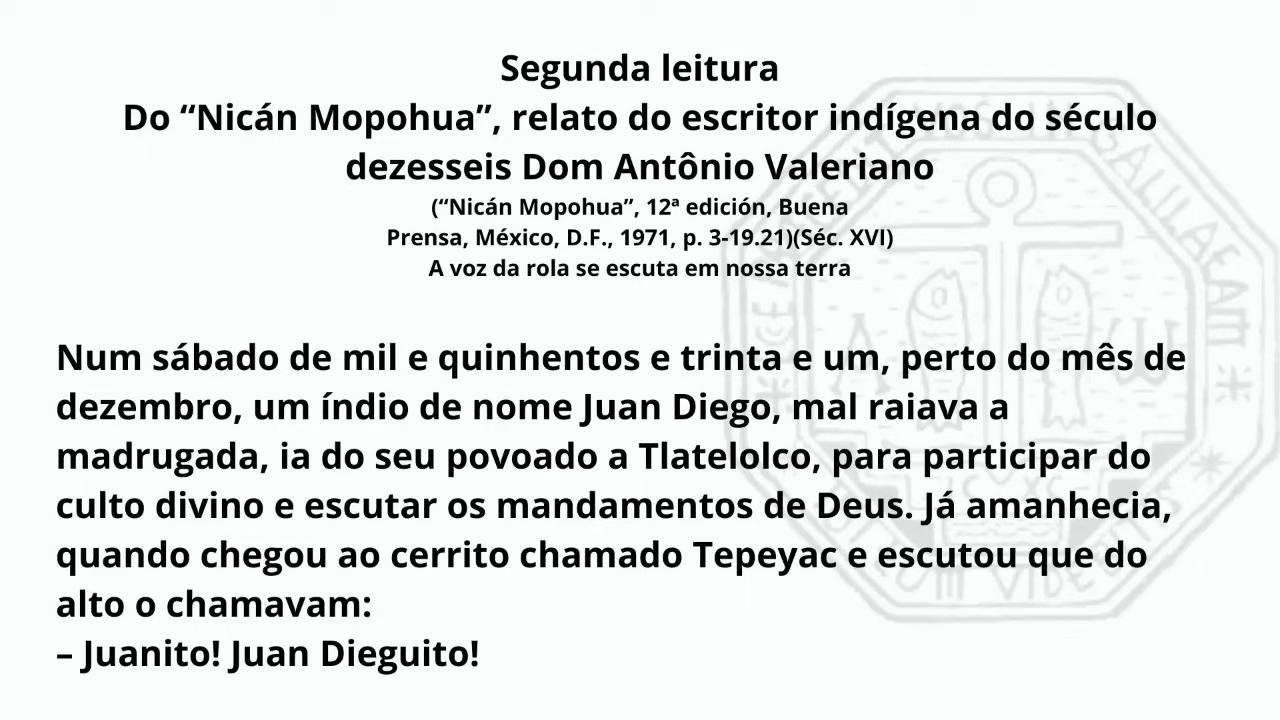 Segunda leitura
Do “Nicán Mopohua”, relato do escritor indígena do século
dezesseis Dom Antônio Valeriano
(“Nicán Mopohua”, 12ª edición, Buena
Prensa, México, D.F., 1971, p. 3-19.21)(Séc. XVI)
A voz da rola se escuta em nossa terra
Num sábado de mil e quinhentos e trinta e um, perto do mês de
dezembro, um índio de nome Juan Diego, mal raiava a
madrugada, ia do seu povoado a Tlatelolco, para participar do
culto divino e escutar os mandamentos de Deus. Já amanhecia,
quando chegou ao cerrito chamado Tepeyac e escutou que do
alto o chamavam:
– Juanito! Juan Dieguito!